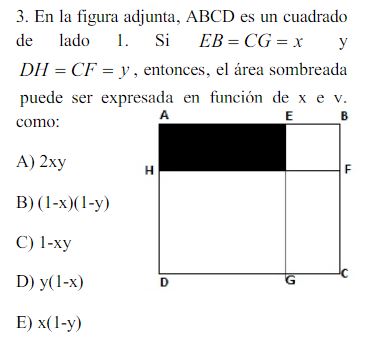 3. En la figura adjunta, ABCD es un cuadrado
de lado 1. Si EB = CG = x y
DH = CF = y , entonces, el área sombreada
puede ser expresada en función de x e v.
como:
A E B
A) 2xy
H F
B) (1-x)(1-y)
C) 1-xy
D) y(1-x)
D G C
E) x(1-y)